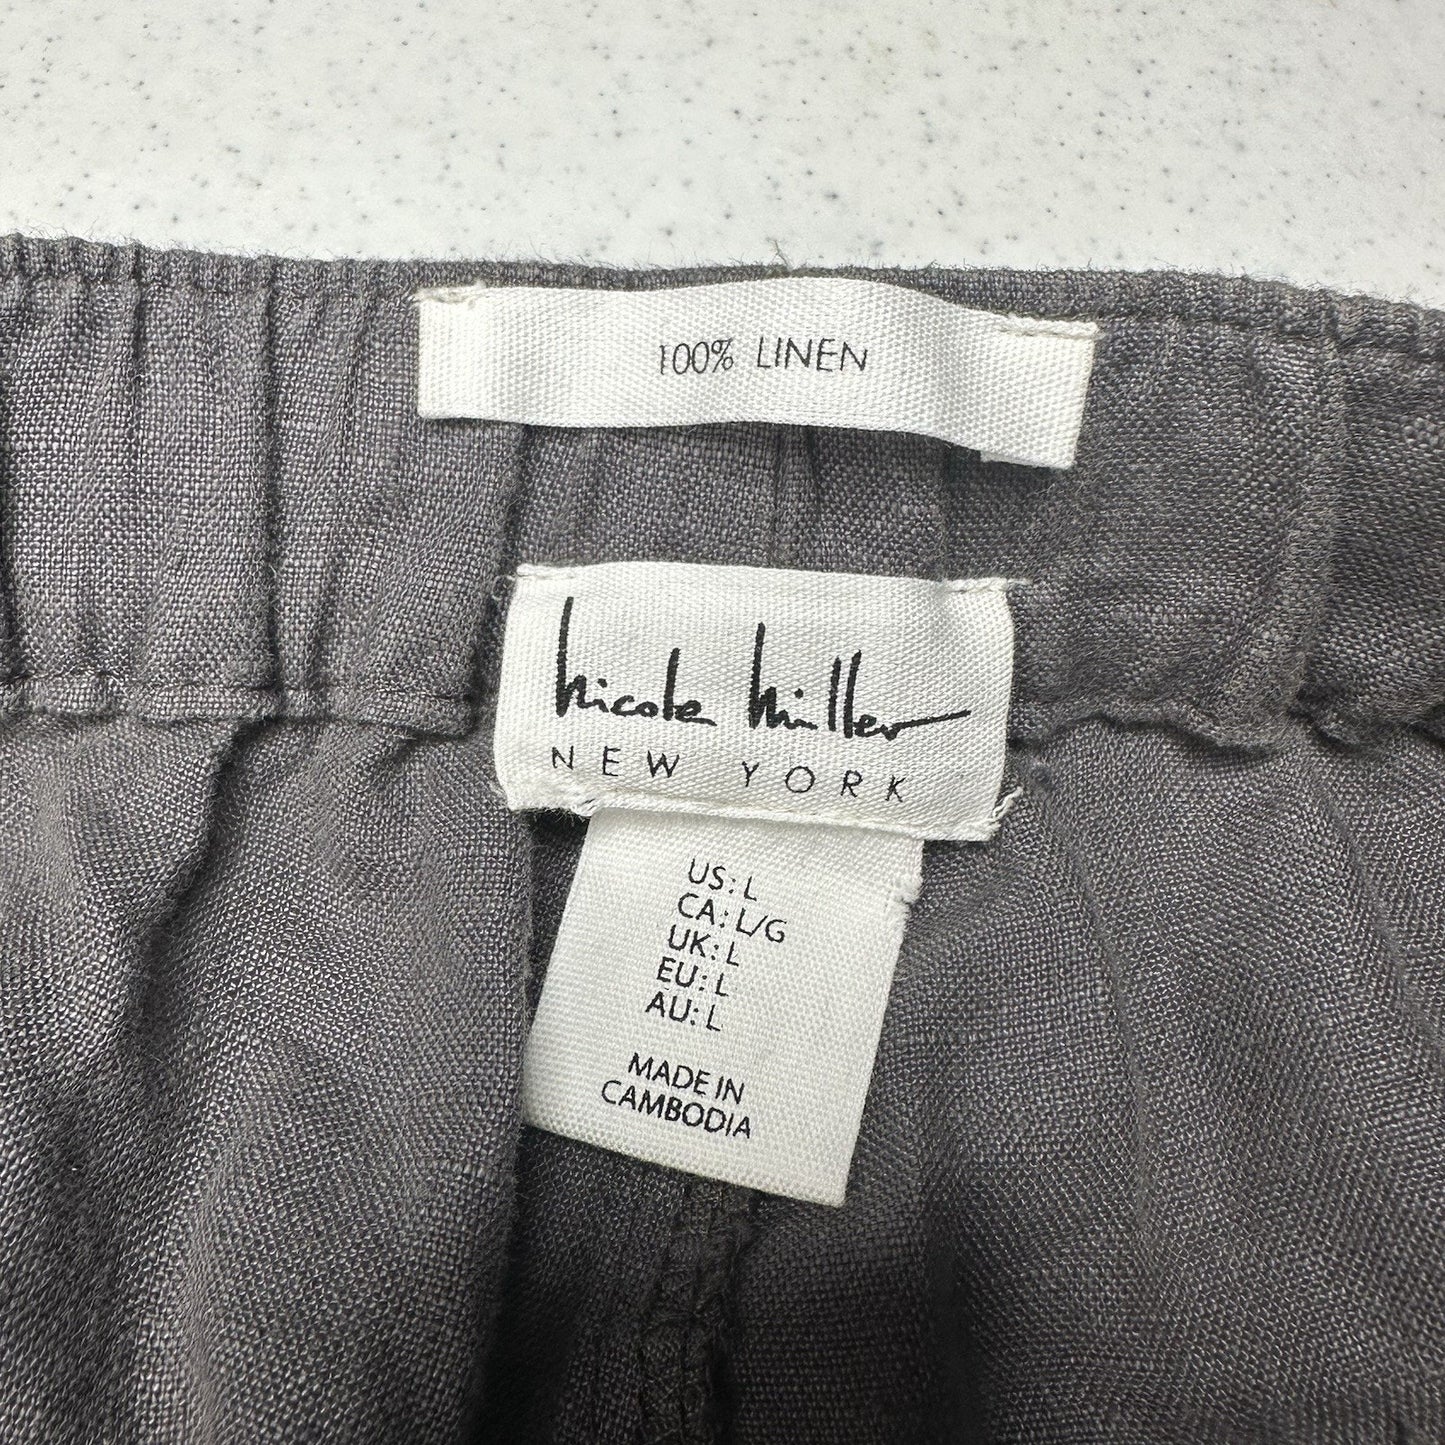 100% LINEN
nicole miller
NEW YORK
US: L
CA: L/G
UK: L
EU: L
AU: L
MADE IN
CAMBODIA